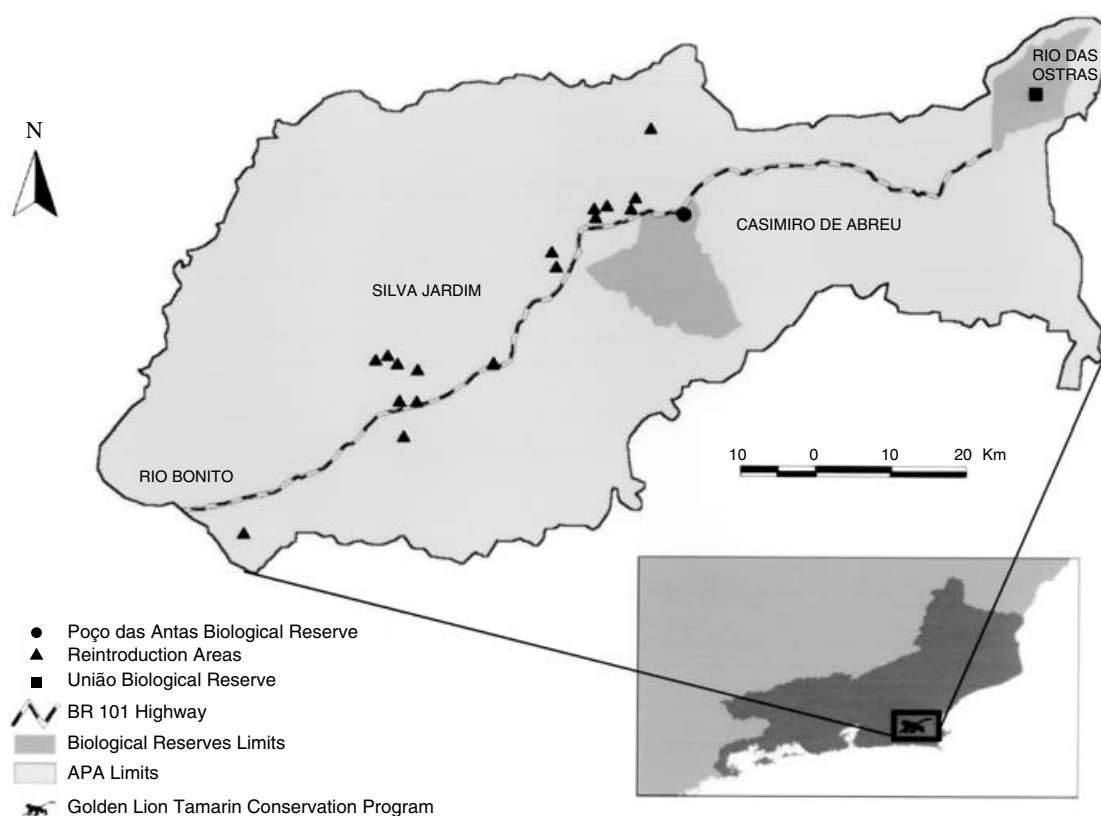 RIO DAS
OSTRAS
N
CASIMIRO DE ABREU
SILVA JARDIM
10 0 10 20 Km
RIO BONITO
Poço das Antas Biological Reserve
Reintroduction Areas
União Biological Reserve
BR 101 Highway
Biological Reserves Limits
APA Limits
Golden Lion Tamarin Conservation Program